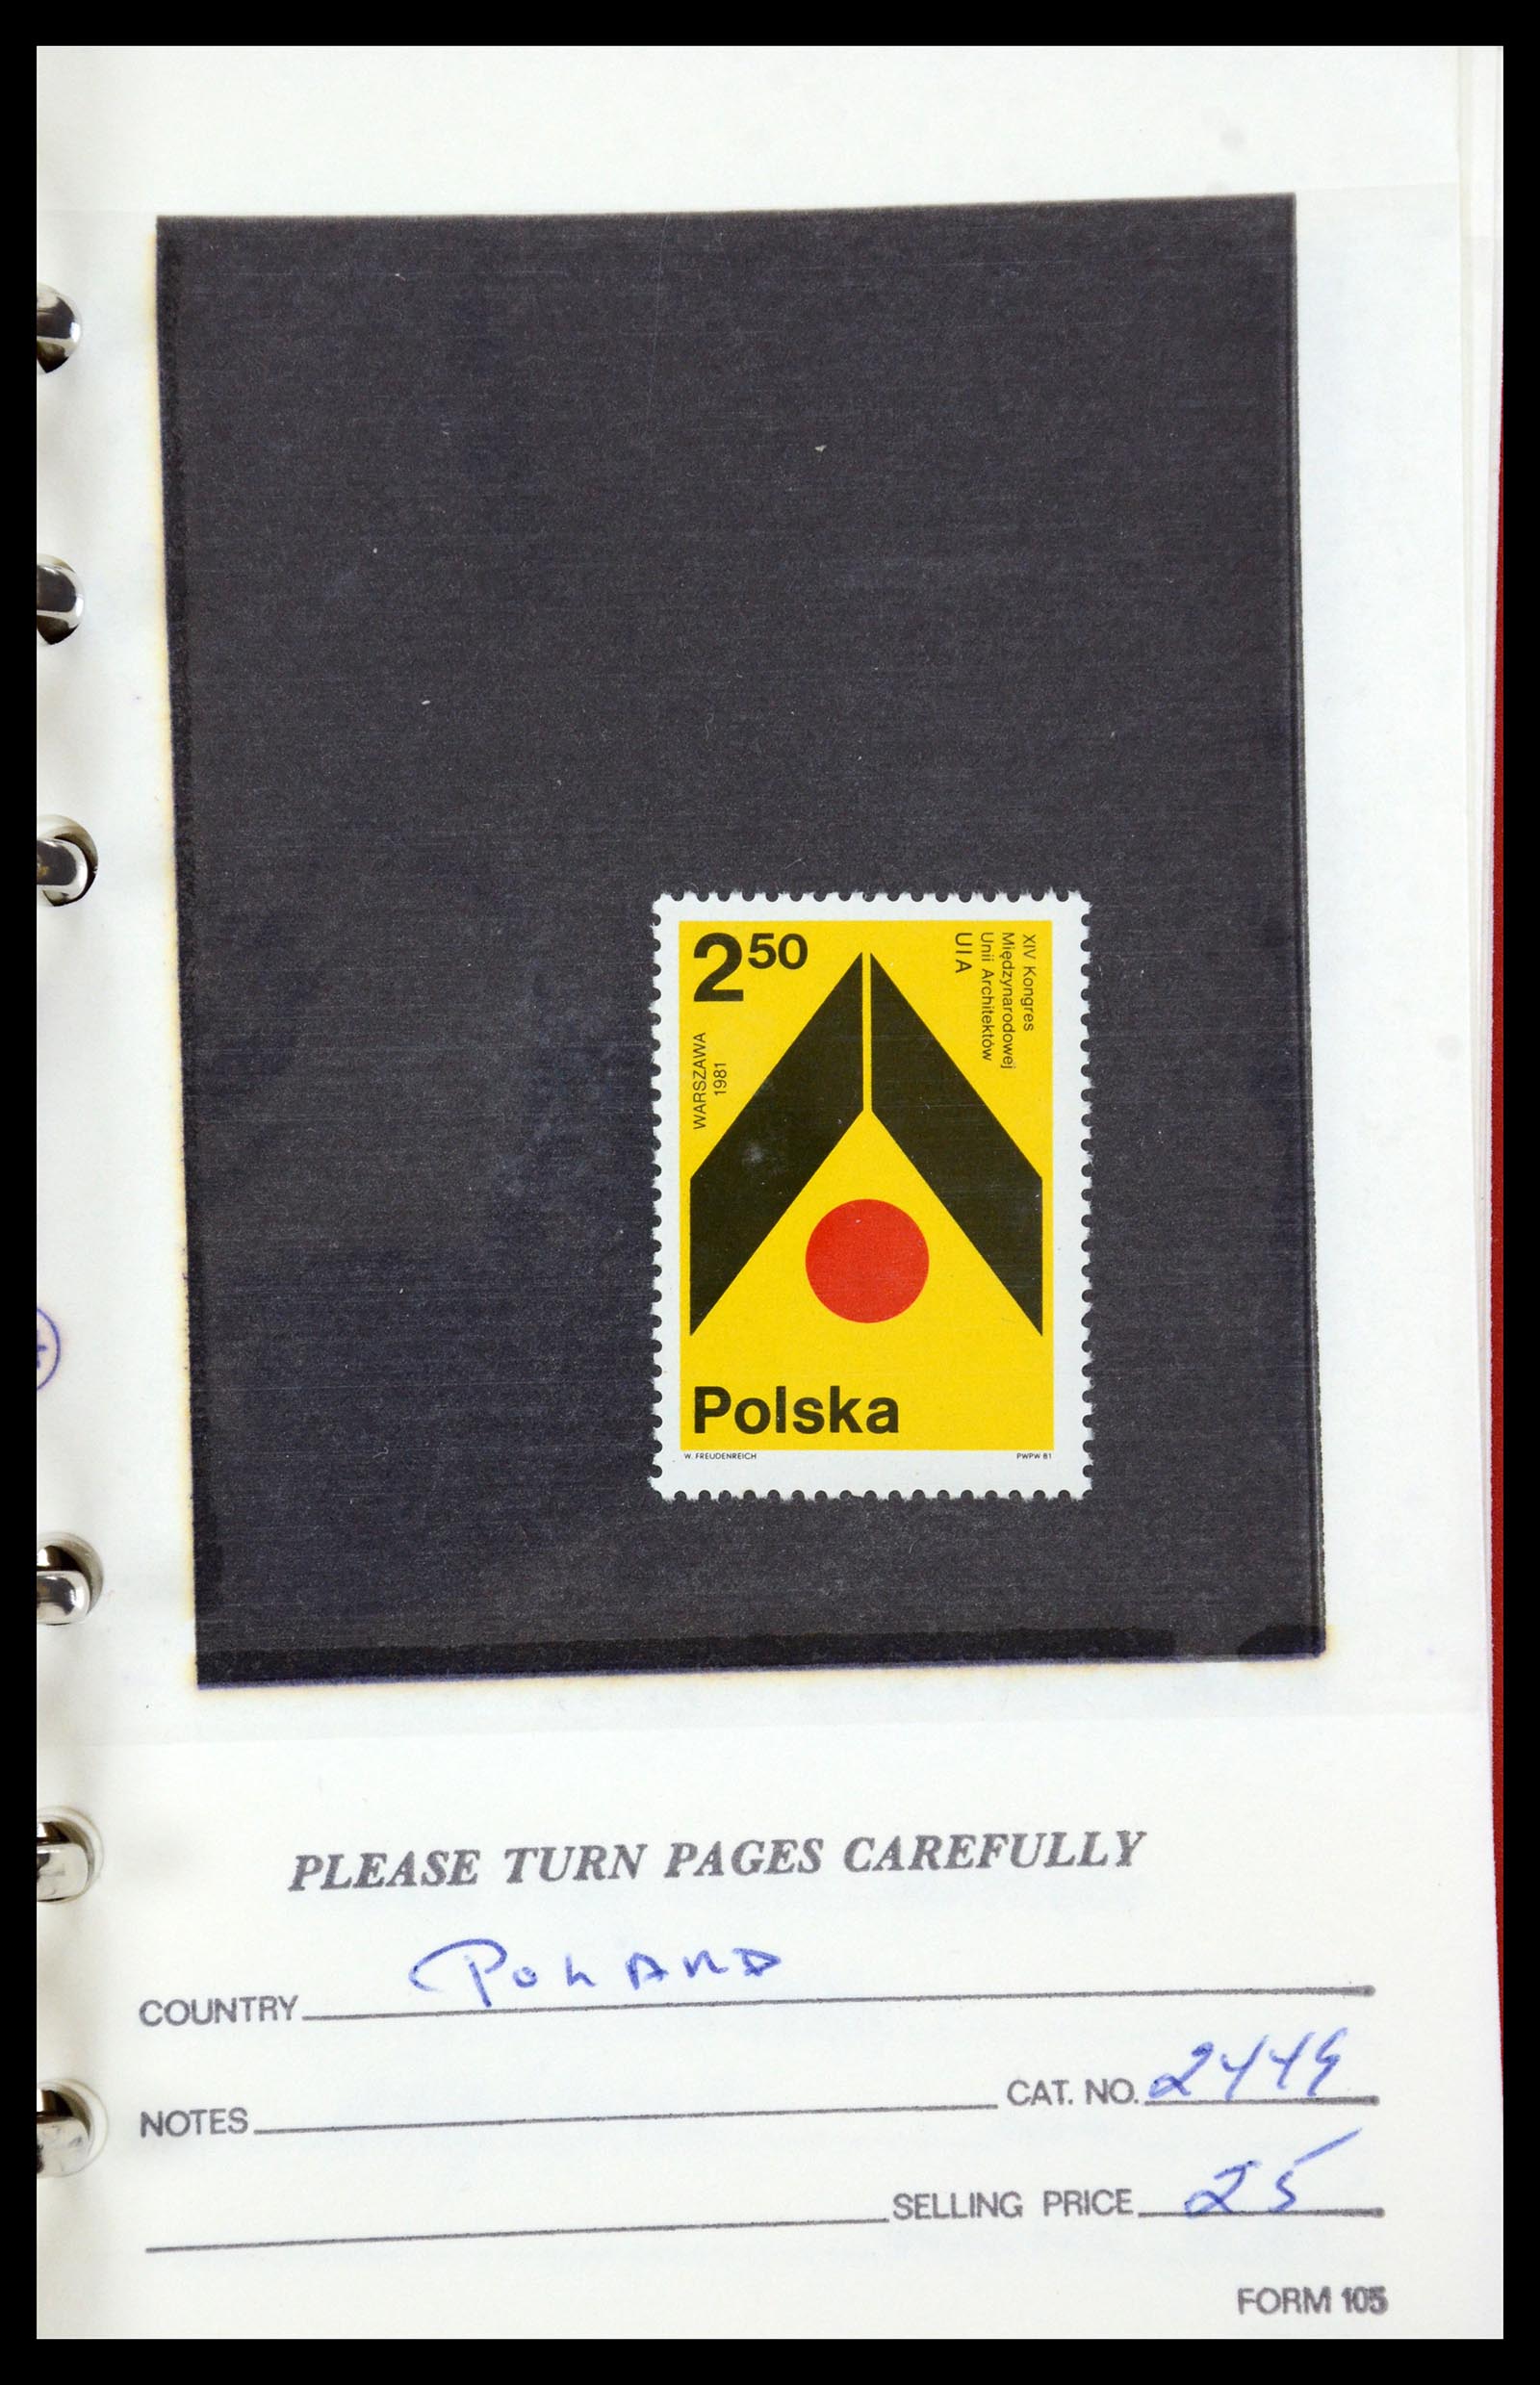 2 50
XIV Kongres
Międzynarodowej
Unii Architektów
UIA
WARSZAWA
1981
Polska
W. FREUDENREICH PWPW 81
PLEASE TURN PAGES CAREFULLY
COUNTRY POLAND
CAT. NO. 2449
NOTES
SELLING PRICE 25
FORM 105